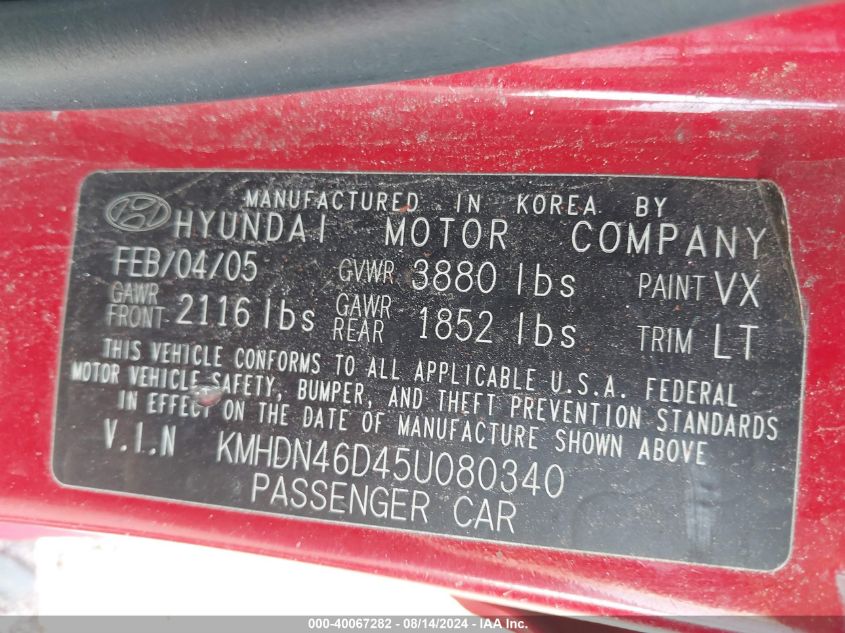 MANUFACTURED IN KOREA BY
HYUNDAI MOTOR COMPANY
FEB/04/05 GVWR 3880 lbs PAINT VX
GAWR FRONT 2116 lbs GAWR REAR 1852 lbs TRIM LT
THIS VEHICLE CONFORMS TO ALL APPLICABLE U.S.A. FEDERAL
MOTOR VEHICLE SAFETY, BUMPER, AND THEFT PREVENTION STANDARDS
IN EFFECT ON THE DATE OF MANUFACTURE SHOWN ABOVE
V.I.N KMHDN46D45U080340
PASSENGER CAR
000-40067282 - 08/14/2024 - IAA Inc.